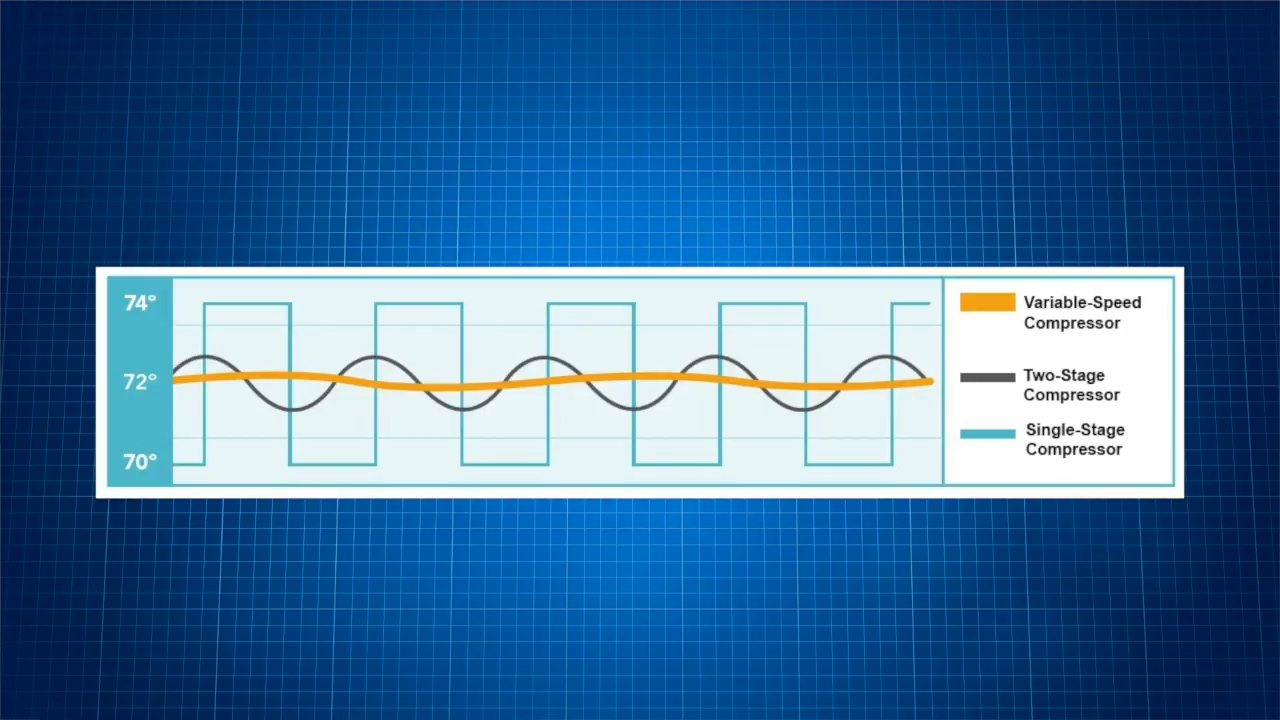 74°
72°
70°
Variable-Speed
Compressor
Two-Stage
Compressor
Single-Stage
Compressor